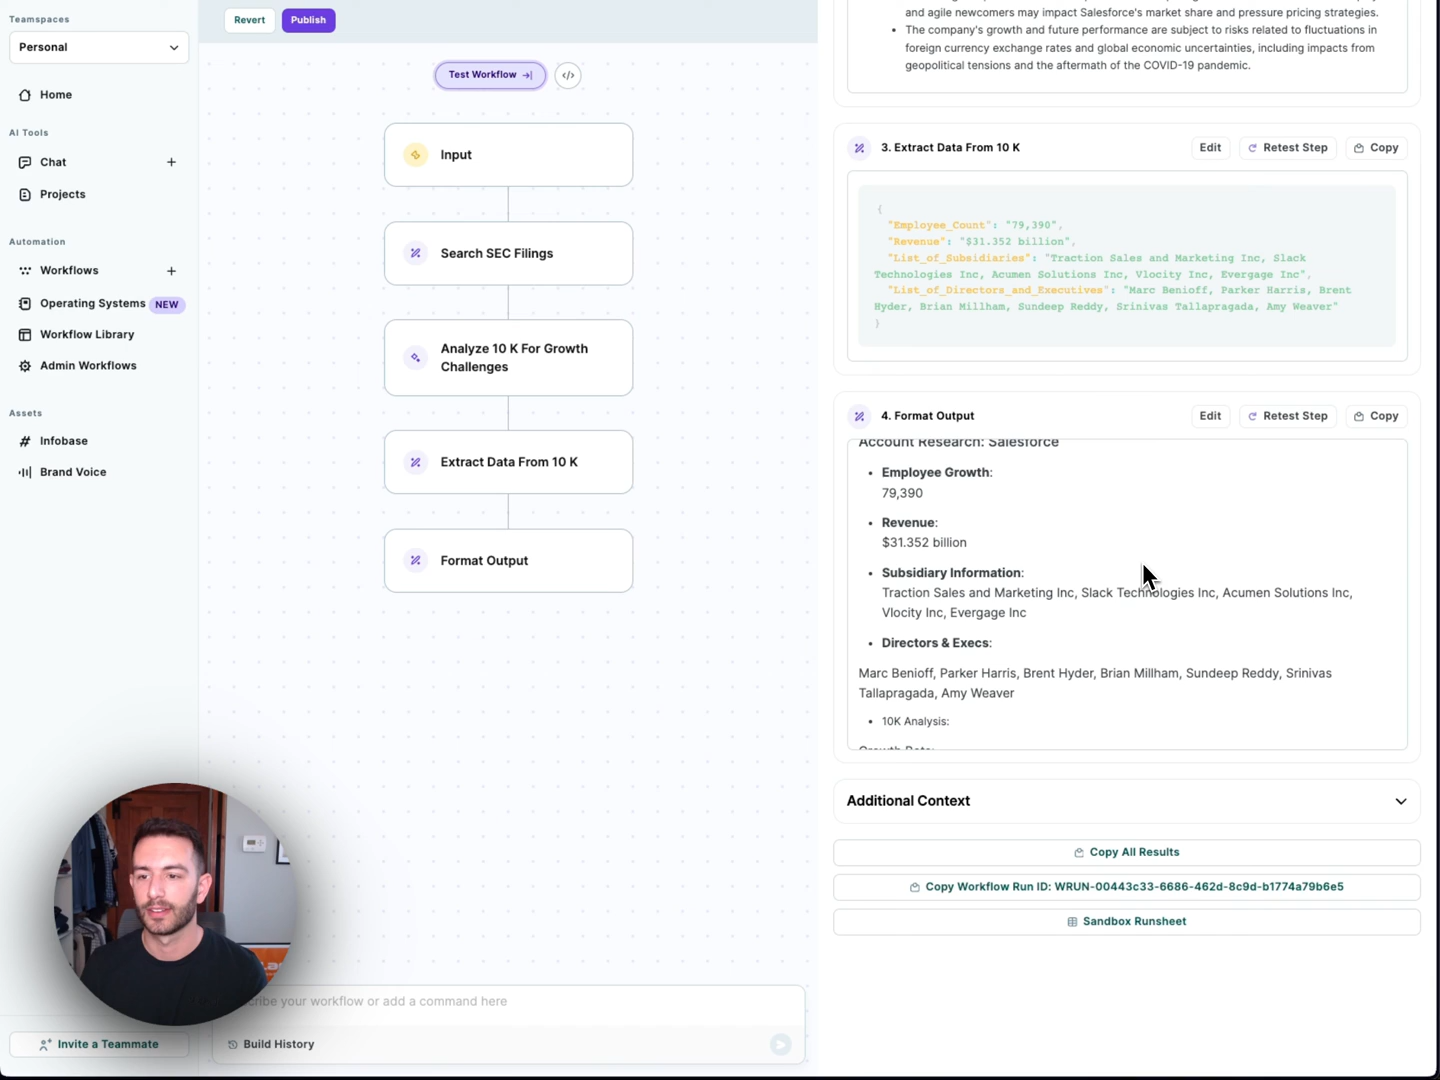 Teamspaces
Personal
Home
AI Tools
Chat
Projects
Automation
Workflows
Operating Systems NEW
Workflow Library
Admin Workflows
Assets
Infobase
Brand Voice
Invite a Teammate
Revert
Publish
Test Workflow
</>
Input
Search SEC Filings
Analyze 10 K For Growth
Challenges
Extract Data From 10 K
Format Output
your workflow or add a command here
Build History
and agile newcomers may impact Salesforce's market share and pressure pricing strategies.
• The company's growth and future performance are subject to risks related to fluctuations in
foreign currency exchange rates and global economic uncertainties, including impacts from
geopolitical tensions and the aftermath of the COVID-19 pandemic.
3. Extract Data From 10 K
Edit
Retest Step
Copy
{
"Employee_Count": "79,390",
"Revenue": "$31.352 billion",
"List_of_Subsidiaries": "Traction Sales and Marketing Inc, Slack
Technologies Inc, Acumen Solutions Inc, Vlocity Inc, Evergage Inc",
"List_of_Directors_and_Executives": "Marc Benioff, Parker Harris, Brent
Hyder, Brian Millham, Sundeep Reddy, Srinivas Tallapragada, Amy Weaver"
}
4. Format Output
Edit
Retest Step
Copy
Account Research: Salesforce
• Employee Growth:
79,390
• Revenue:
$31.352 billion
• Subsidiary Information:
Traction Sales and Marketing Inc, Slack Technologies Inc, Acumen Solutions Inc,
Vlocity Inc, Evergage Inc
• Directors & Execs:
Marc Benioff, Parker Harris, Brent Hyder, Brian Millham, Sundeep Reddy, Srinivas
Tallapragada, Amy Weaver
• 10K Analysis:
Additional Context
Copy All Results
Copy Workflow Run ID: WRUN-00443c33-6686-462d-8c9d-b1774a79b6e5
Sandbox Runsheet